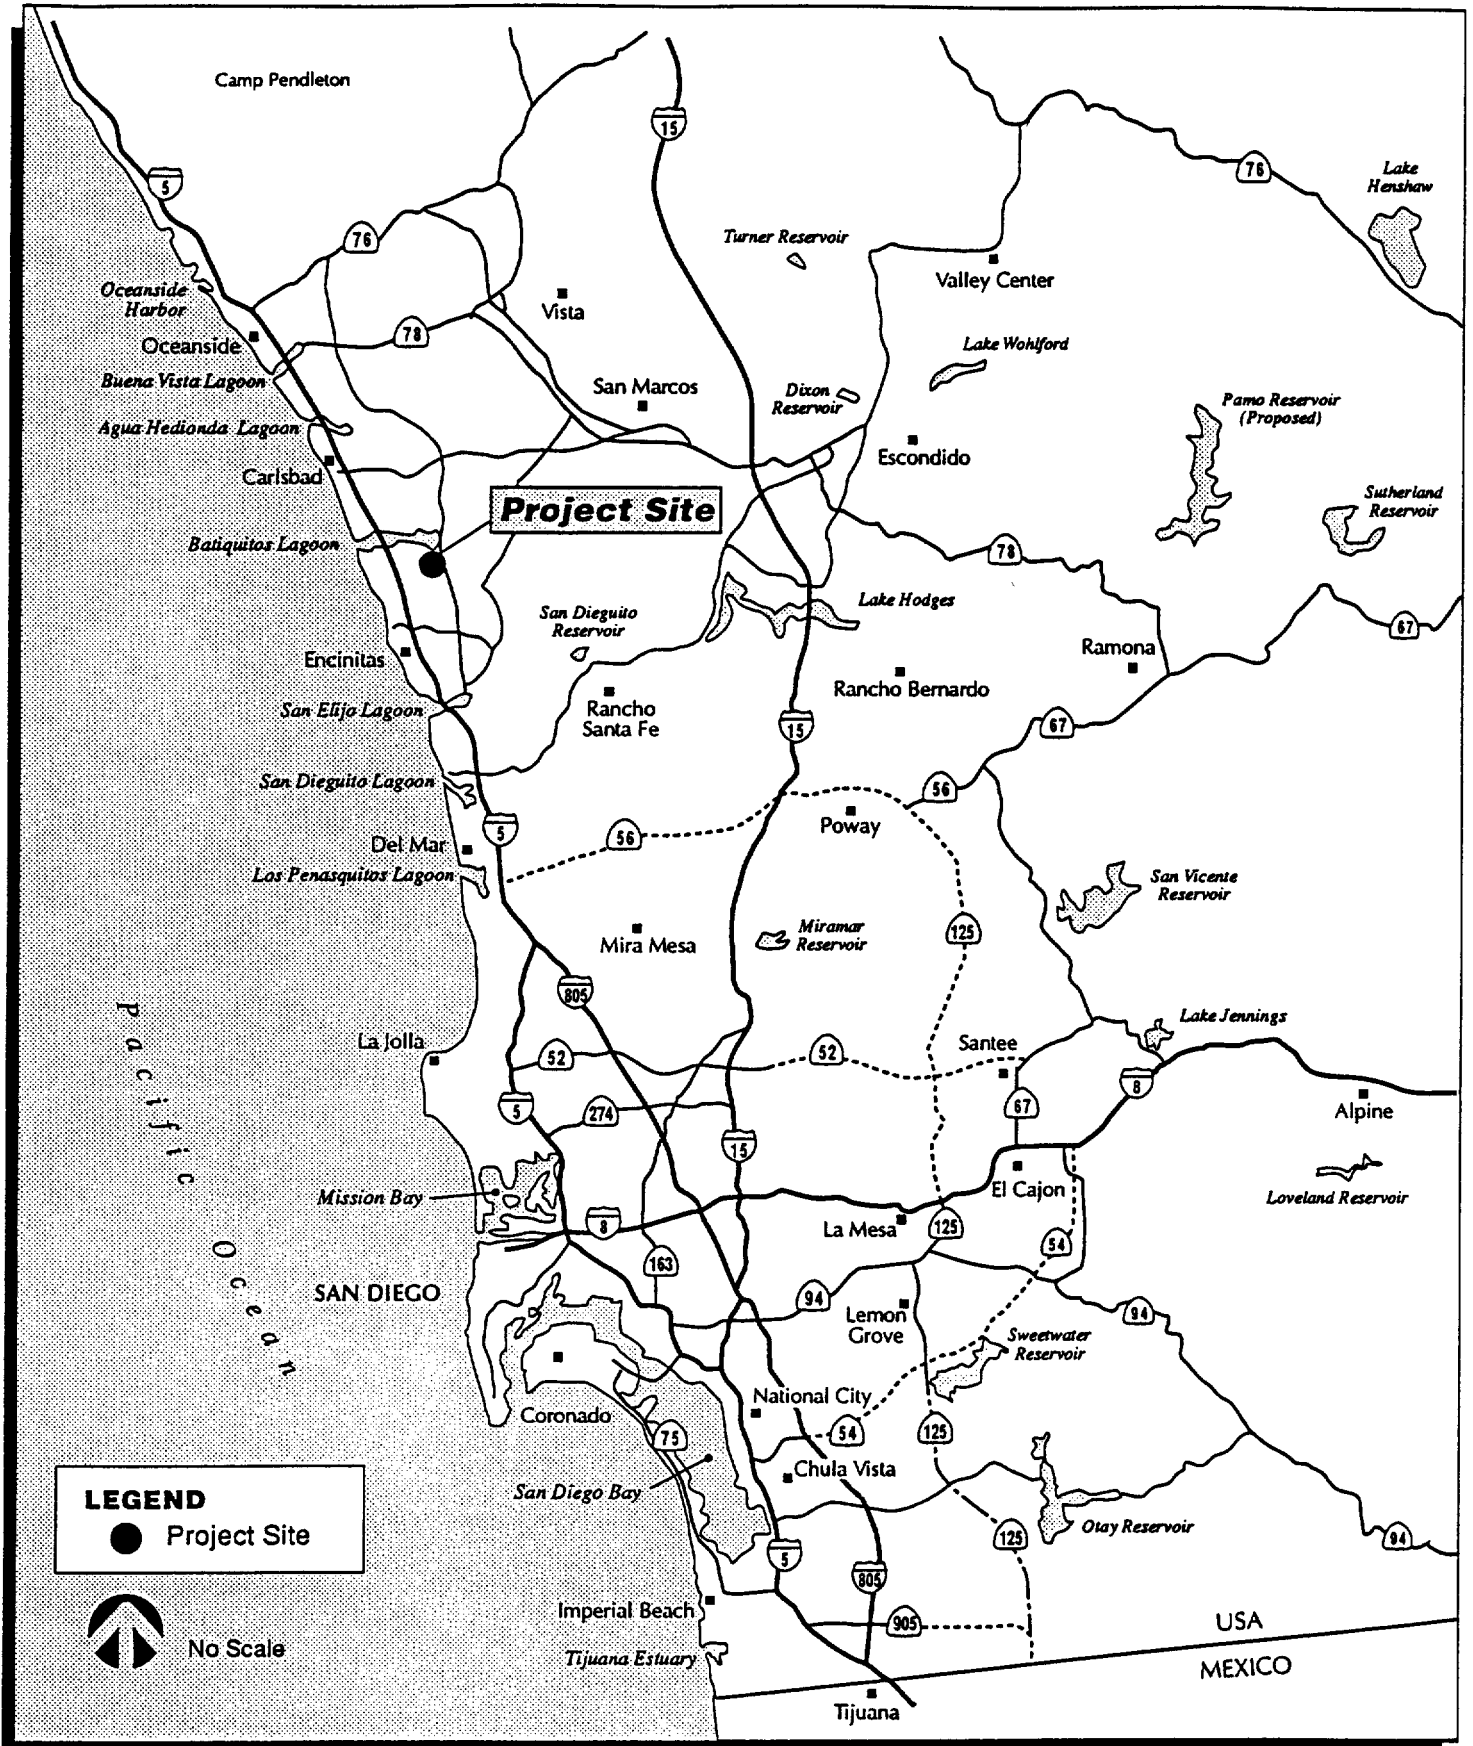 Camp Pendleton
15
5
76
Lake
Henshaw
76
Turner Reservoir
Valley Center
Oceanside
Harbor
Vista
78
Oceanside
Lake Wohlford
Buena Vista Lagoon
San Marcos
Dixon
Reservoir
Pamo Reservoir
(Proposed)
Agua Hedionda Lagoon
Escondido
Carlsbad
Project Site
Sutherland
Reservoir
Batiquitos Lagoon
78
San Dieguito
Reservoir
Lake Hodges
67
Encinitas
Ramona
Rancho Bernardo
San Elijo Lagoon
Rancho
Santa Fe
15
67
San Dieguito Lagoon
56
5
56
Poway
Del Mar
Los Penasquitos Lagoon
San Vicente
Reservoir
Mira Mesa
Miramar
Reservoir
125
805
Pacific Ocean
La Jolla
52
52
Santee
Lake Jennings
5
274
67
8
Alpine
15
Mission Bay
El Cajon
Loveland Reservoir
8
La Mesa
125
54
163
SAN DIEGO
94
Lemon
Grove
94
Sweetwater
Reservoir
National City
Coronado
75
54
125
Chula Vista
San Diego Bay
LEGEND
Project Site
Otay Reservoir
125
94
5
805
Imperial Beach
905
USA
No Scale
Tijuana Estuary
MEXICO
Tijuana